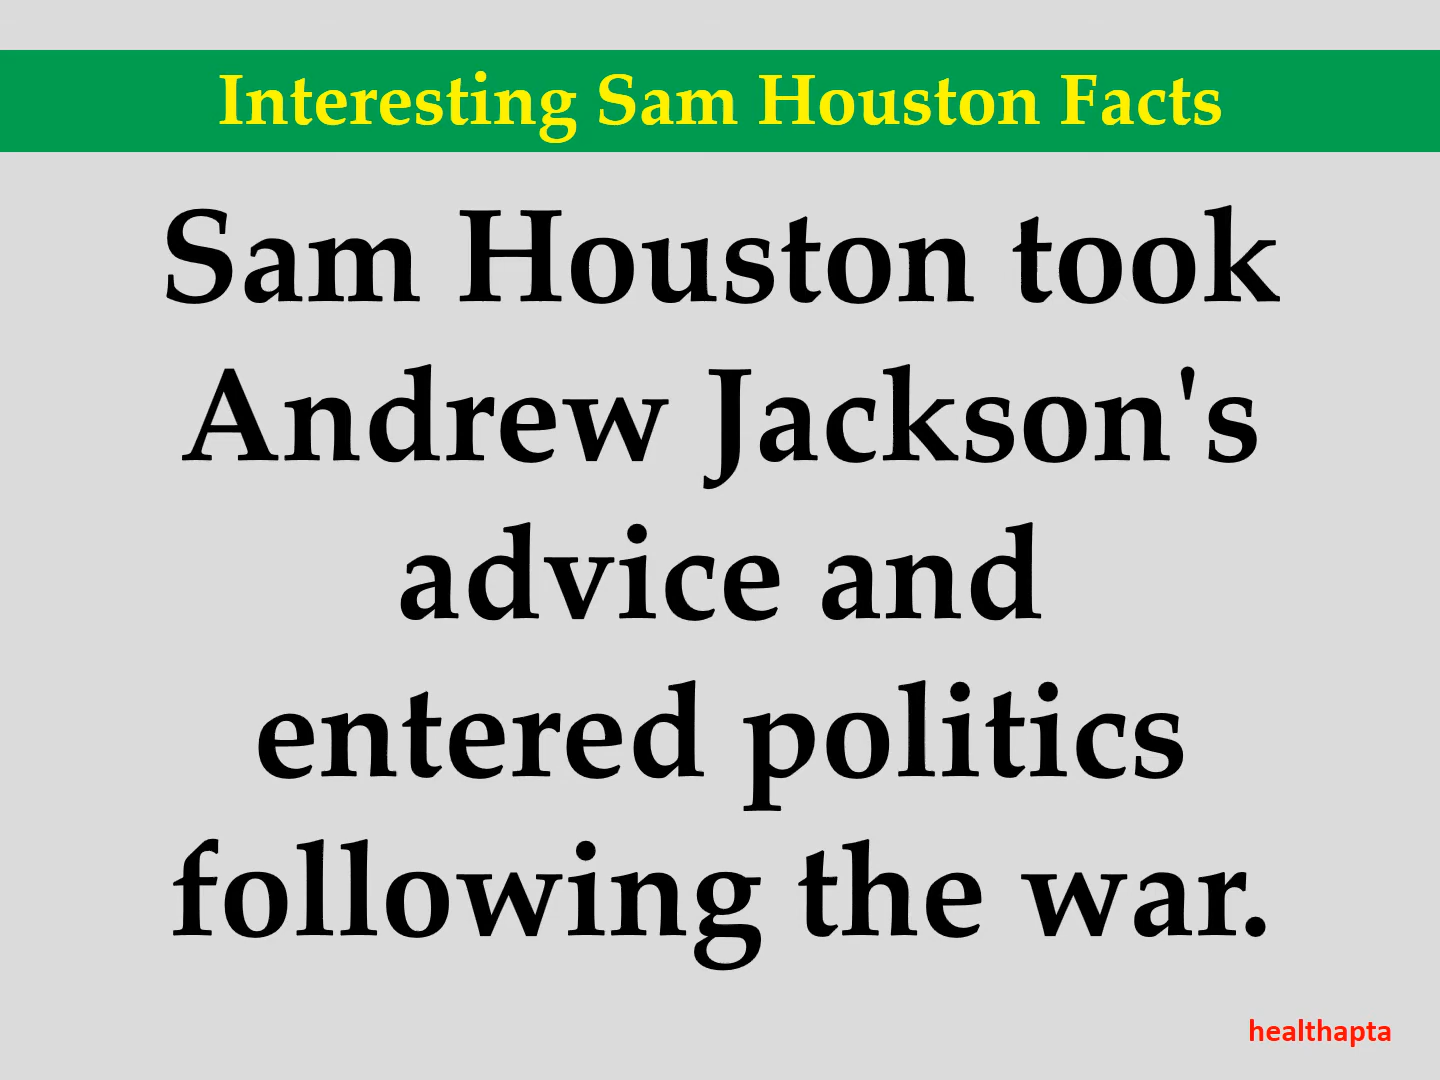 Interesting Sam Houston Facts
Sam Houston took
Andrew Jackson's
advice and
entered politics
following the war.
healthapta